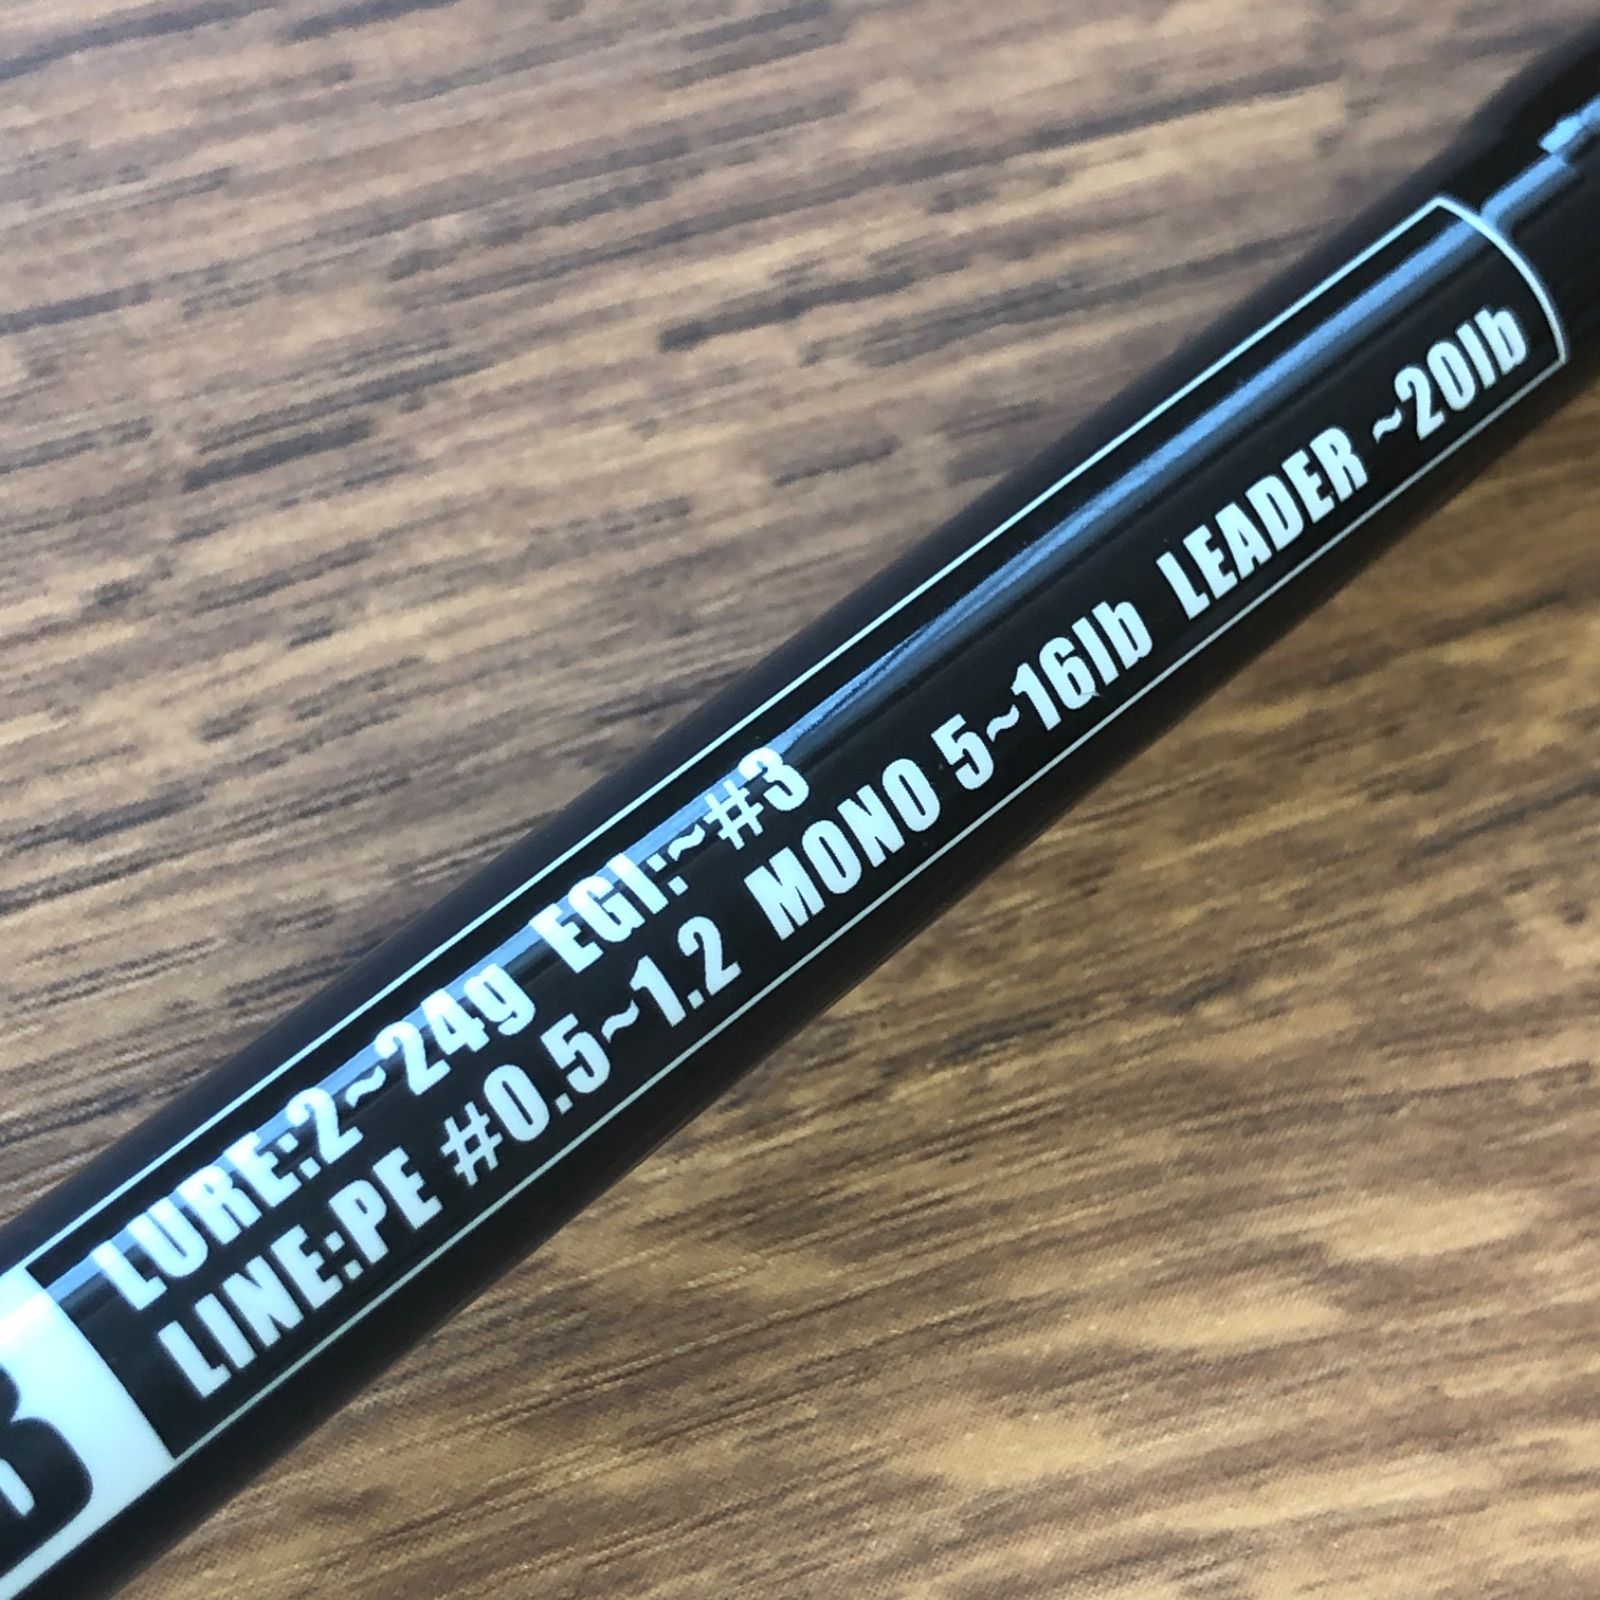 LURE:2~24g EGI:~#3
LINE:PE #0.5~1.2 MONO 5~16lb LEADER ~20lb